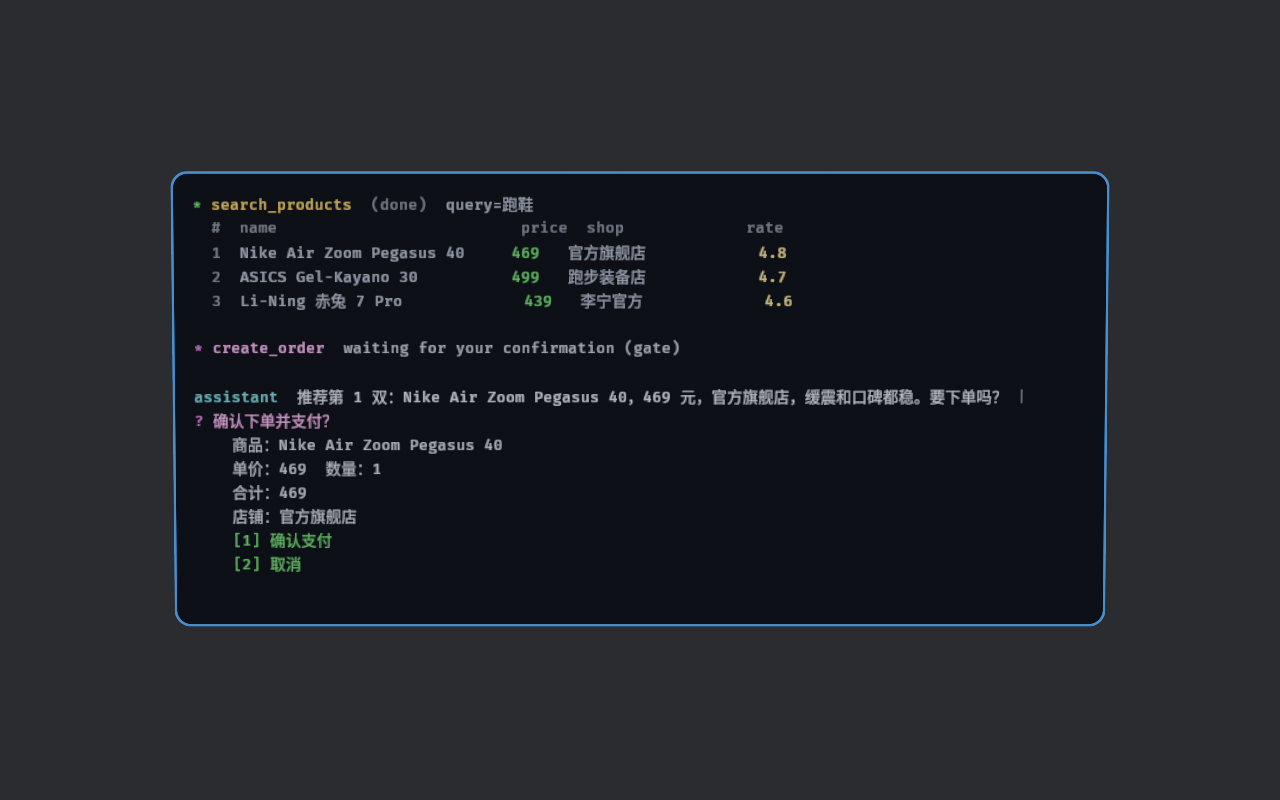 * search_products (done) query=跑鞋
# name price shop rate
1 Nike Air Zoom Pegasus 40 469 官方旗舰店 4.8
2 ASICS Gel-Kayano 30 499 跑步装备店 4.7
3 Li-Ning 赤兔 7 Pro 439 李宁官方 4.6
* create_order waiting for your confirmation (gate)
assistant 推荐第 1 双：Nike Air Zoom Pegasus 40，469 元，官方旗舰店，缓震和口碑都稳。要下单吗？ |
? 确认下单并支付?
商品：Nike Air Zoom Pegasus 40
单价：469 数量：1
合计：469
店铺：官方旗舰店
[1] 确认支付
[2] 取消